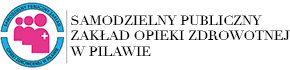 SAMODZIELNY PUBLICZNY
ZAKŁAD OPIEKI ZDROWOTNEJ
W PILAWIE